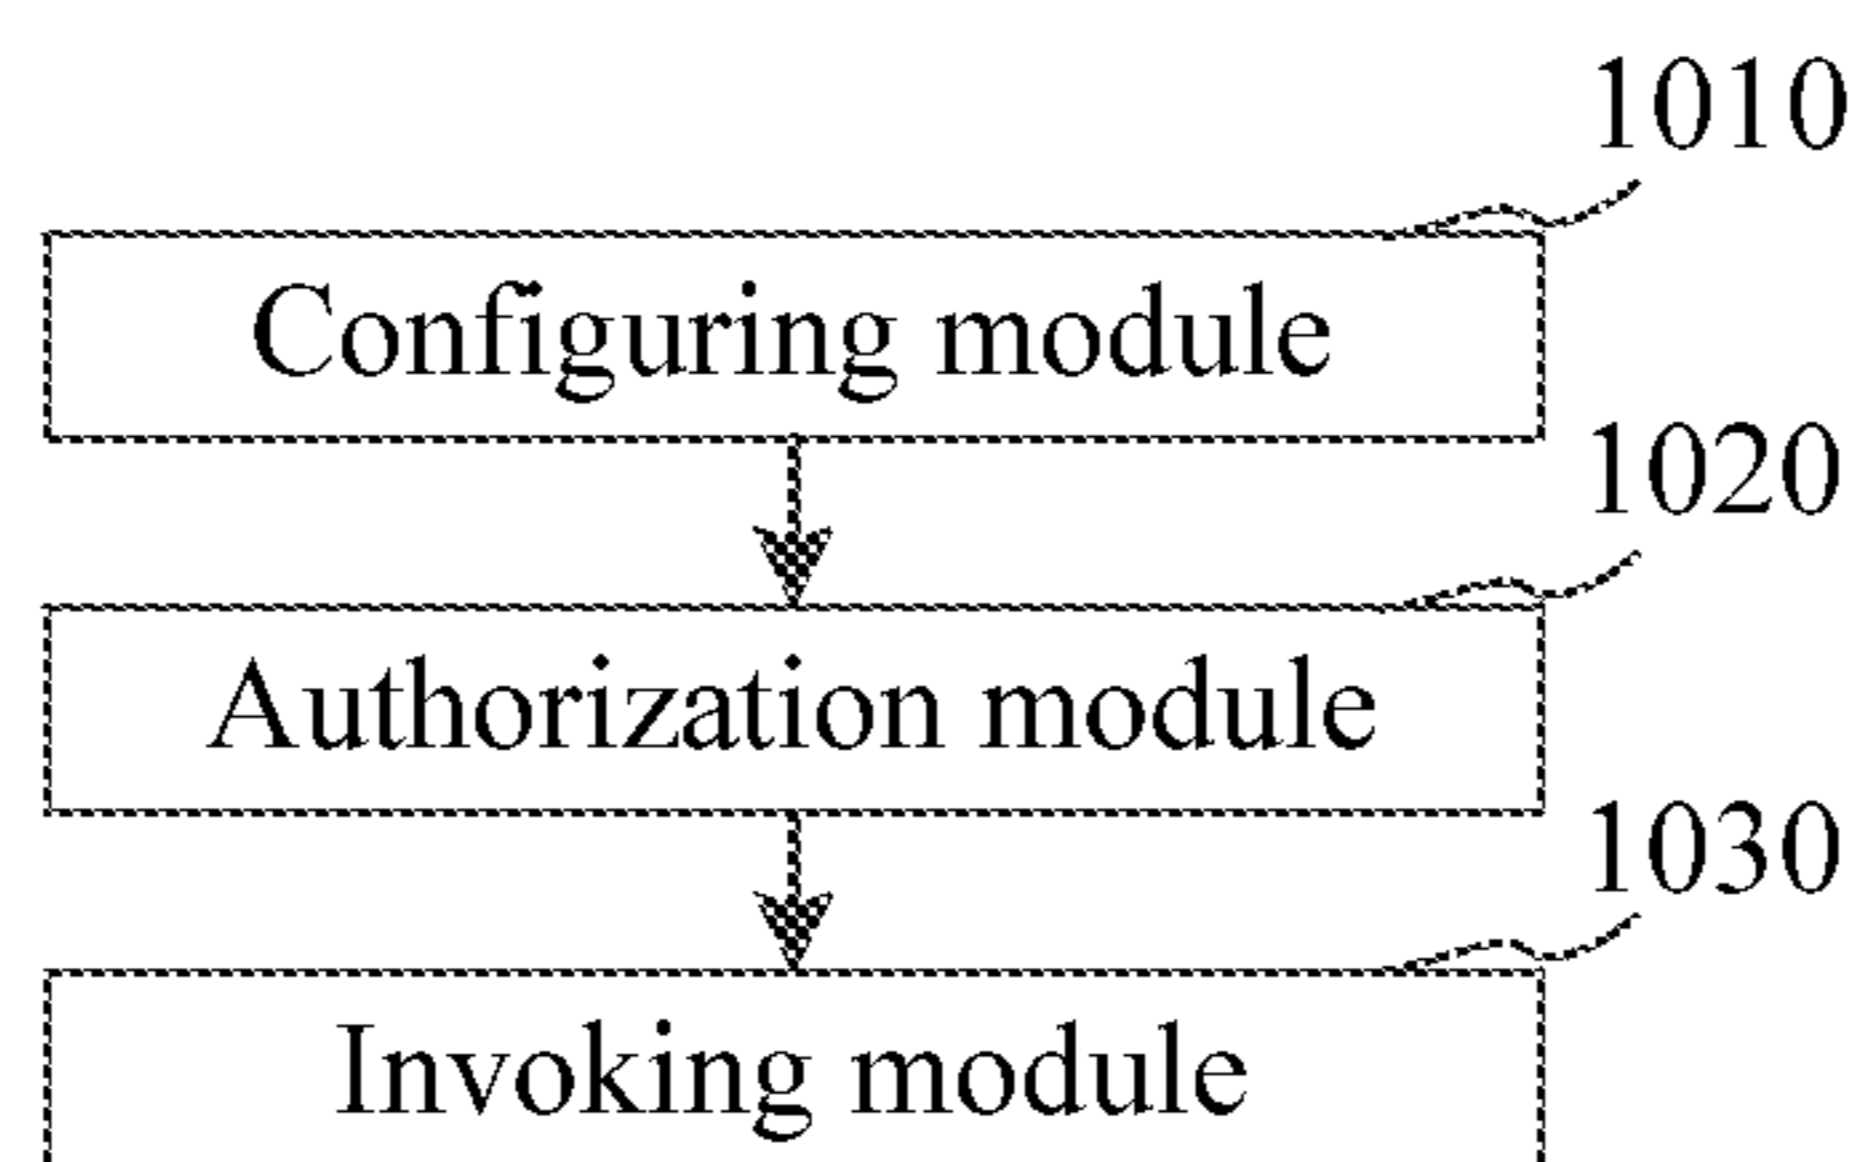 1010
Configuring module
1020
Authorization module
1030
Invoking module